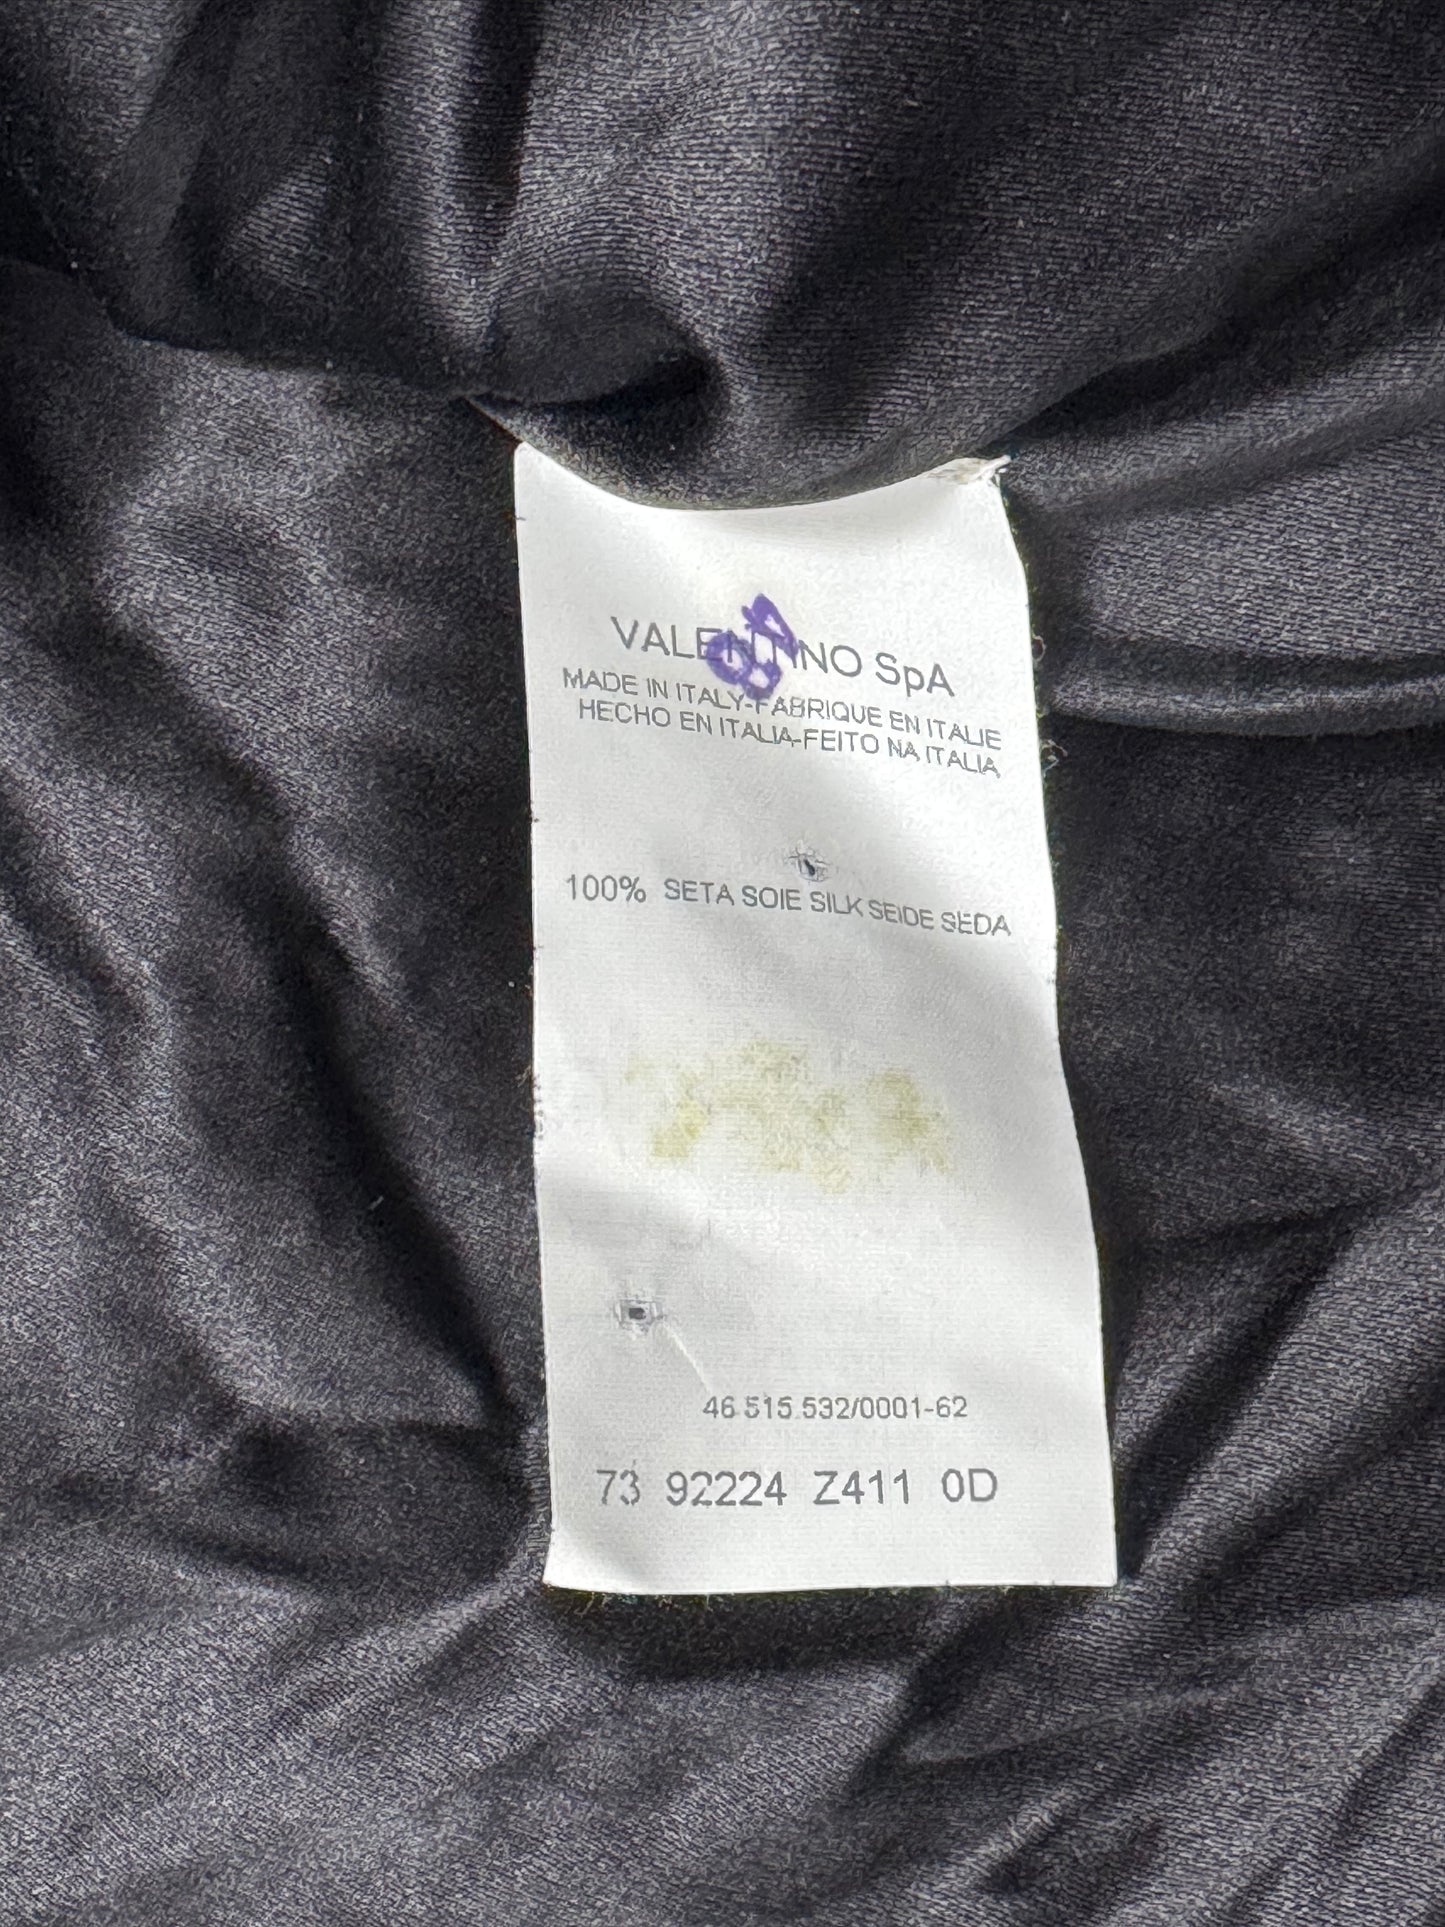 VALENTINO SpA
MADE IN ITALY-FABRIQUE EN ITALIE
HECHO EN ITALIA-FEITO NA ITALIA
100% SETA SOIE SILK SEIDE SEDA
46 515 532/0001-62
73 92224 Z411 0D